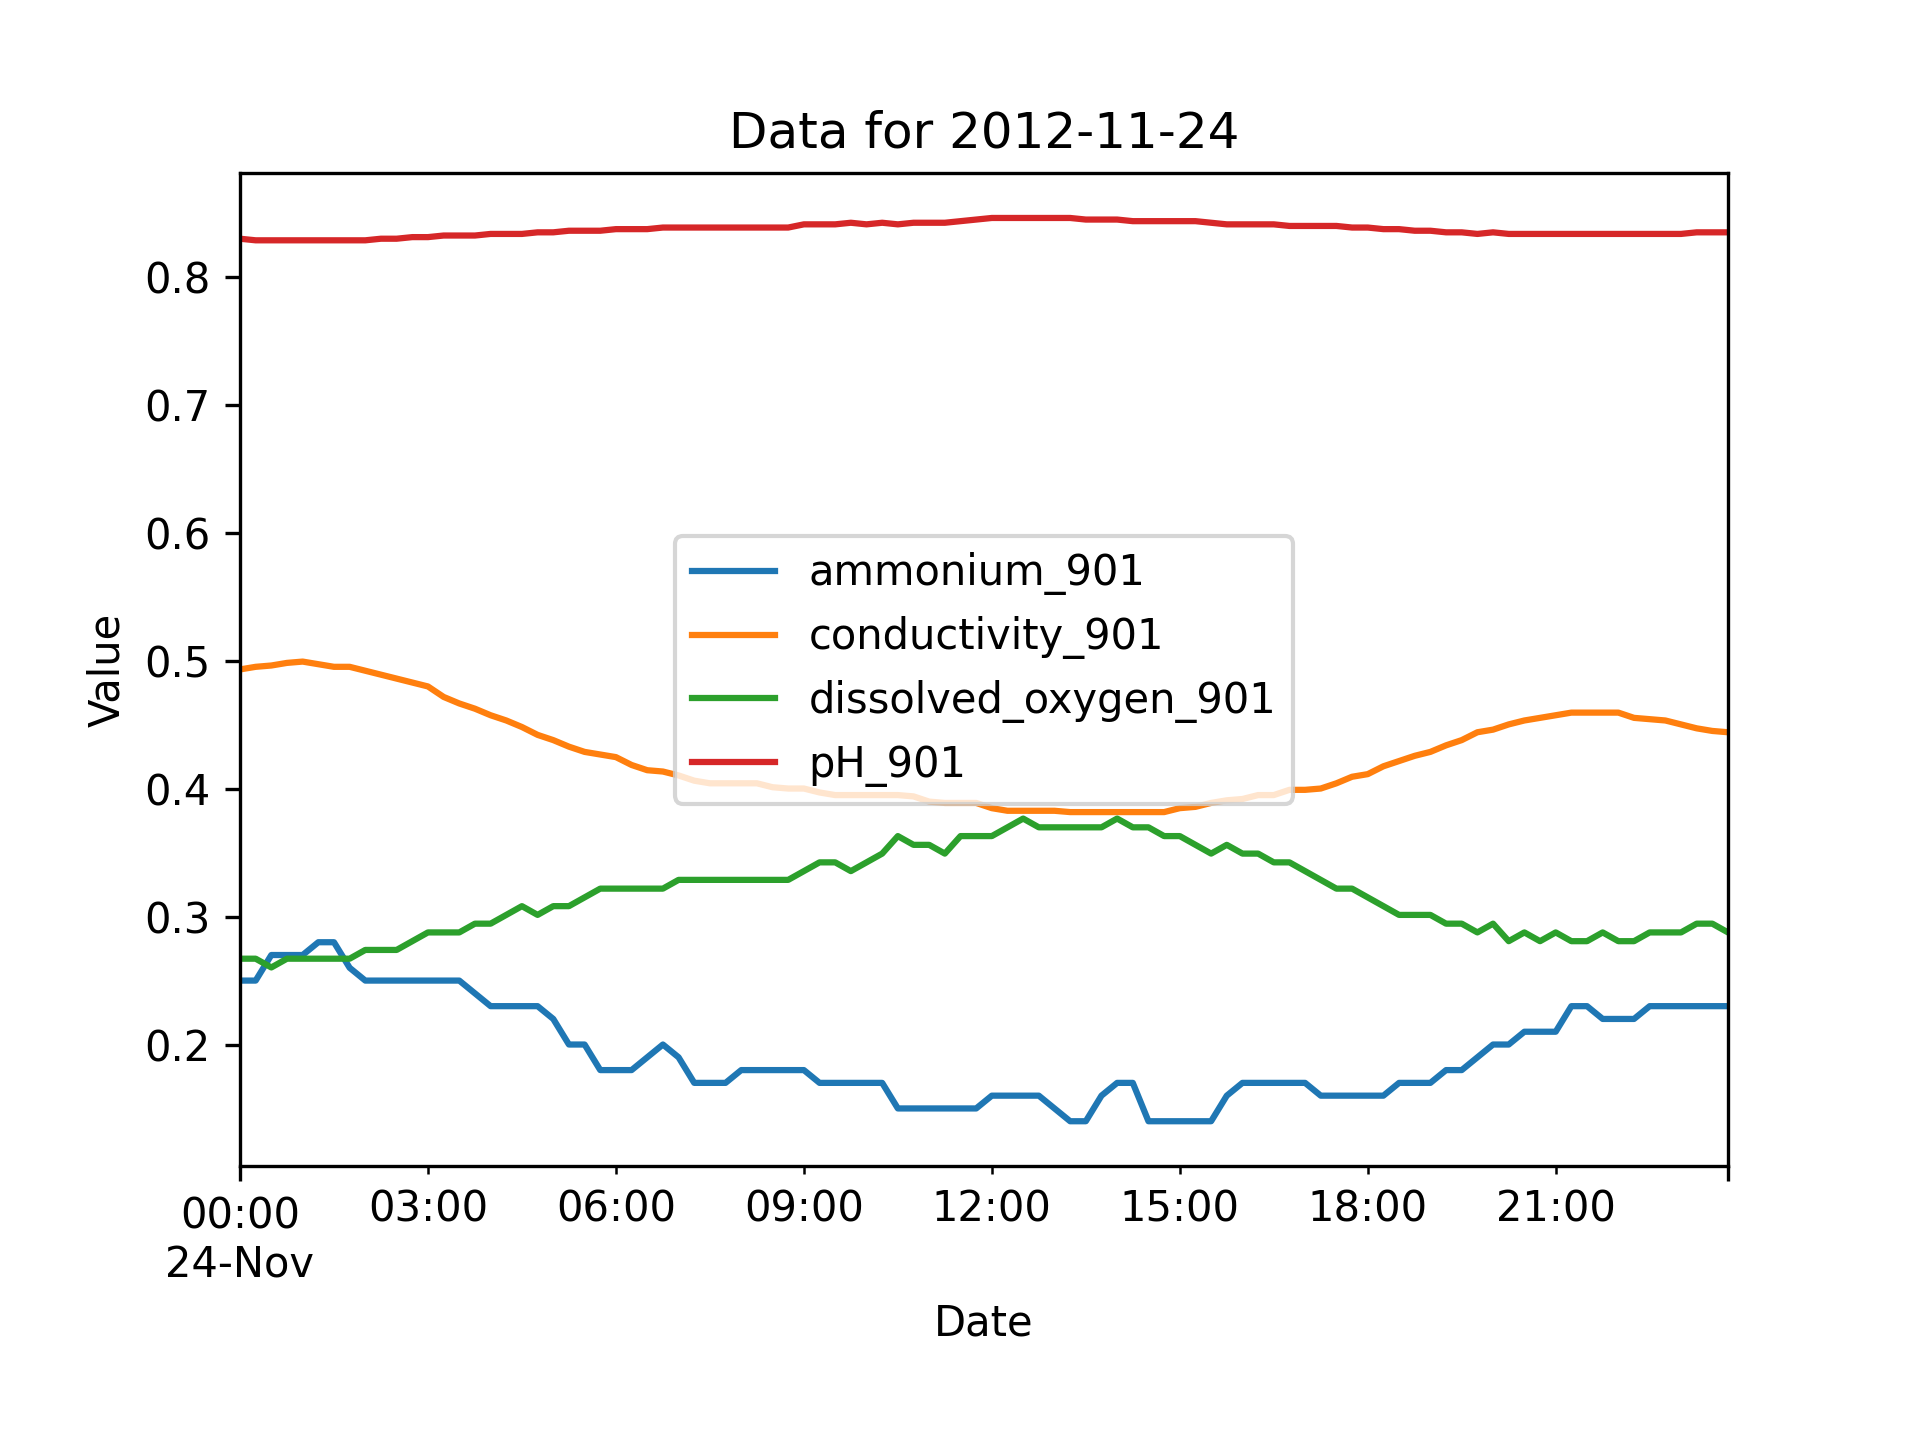 Data for 2012-11-24
Value
0.8
0.7
0.6
0.5
0.4
0.3
0.2
ammonium_901
conductivity_901
dissolved_oxygen_901
pH_901
00:00 03:00 06:00 09:00 12:00 15:00 18:00 21:00
24-Nov
Date